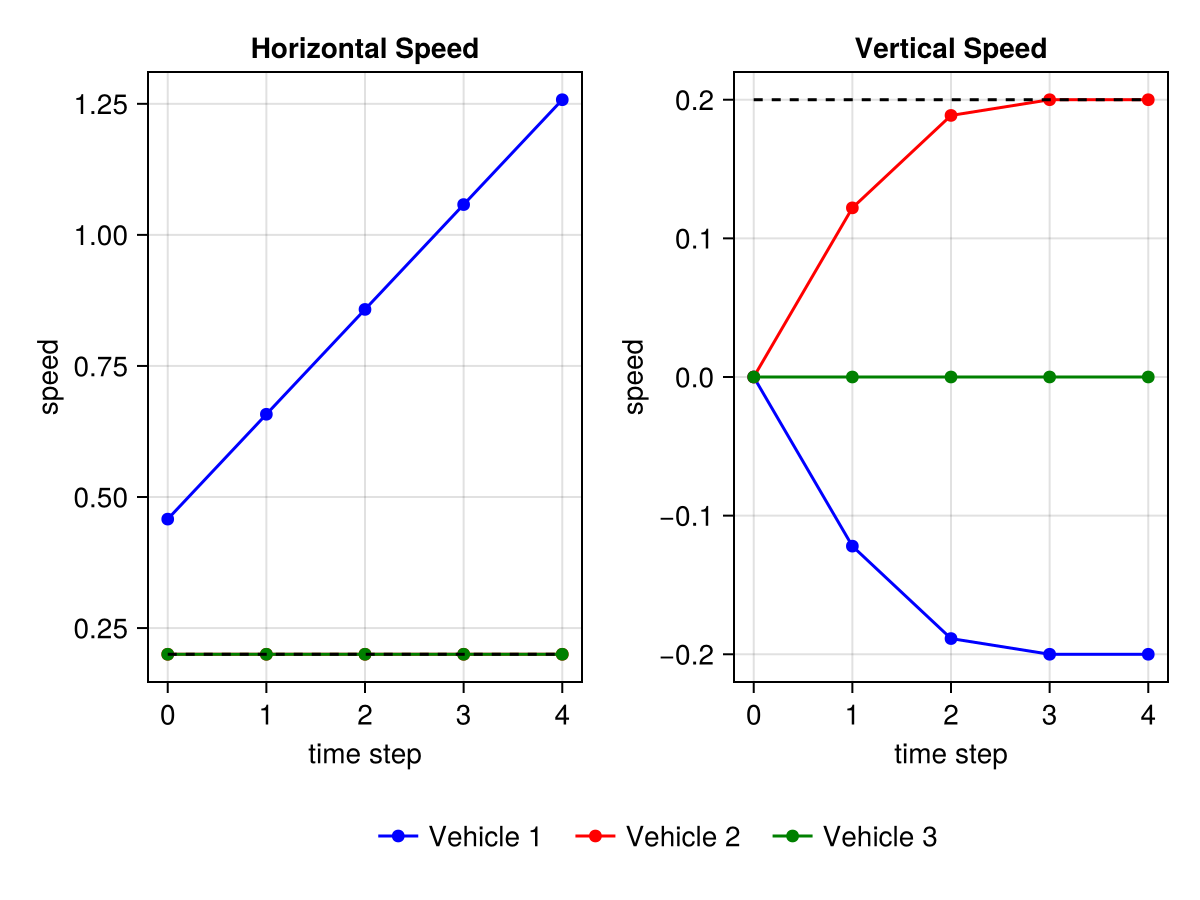 Horizontal Speed
1.25
1.00
0.75
0.50
0.25
speed
0 1 2 3 4
time step
Vertical Speed
0.2
0.1
0.0
−0.1
−0.2
speed
0 1 2 3 4
time step
Vehicle 1 Vehicle 2 Vehicle 3